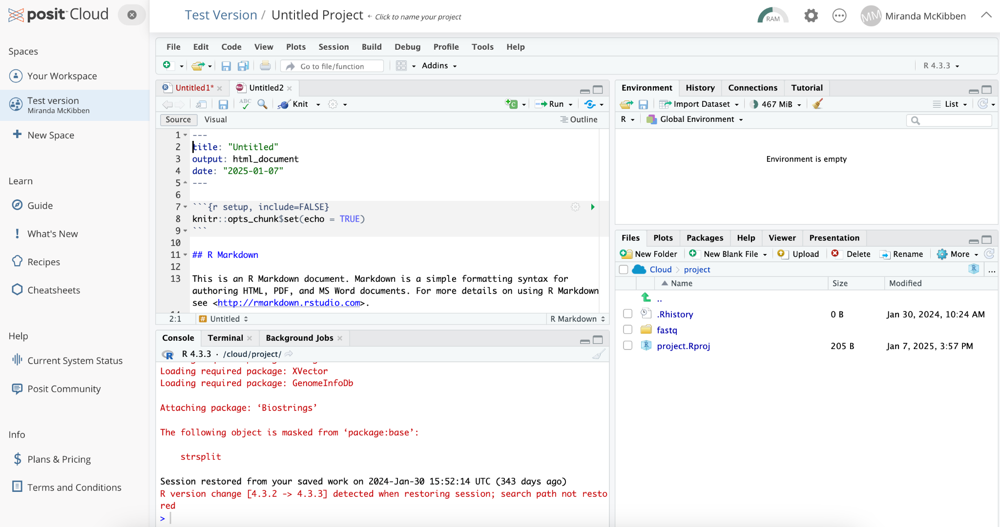 posit Cloud
Test Version / Untitled Project Click to name your project
RAM
MM
Miranda McKibben
Spaces
Your Workspace
Test version
Miranda McKibben
New Space
Learn
Guide
What's New
Recipes
Cheatsheets
Help
Current System Status
Posit Community
Info
Plans & Pricing
Terms and Conditions
File Edit Code View Plots Session Build Debug Profile Tools Help
Go to file/function
Addins
R 4.3.3
Untitled1*
Untitled2
ABC
Knit
Run
Source
Visual
Outline
1 ---
2 title: "Untitled"
3 output: html_document
4 date: "2025-01-07"
5 ---
6
7 ```{r setup, include=FALSE}
8 knitr::opts_chunk$set(echo = TRUE)
9 ```
10
11 ## R Markdown
12
13 This is an R Markdown document. Markdown is a simple formatting syntax for
authoring HTML, PDF, and MS Word documents. For more details on using R Markdown
see <http://rmarkdown.rstudio.com>.
2:1
# Untitled
R Markdown
Console
Terminal
Background Jobs
R 4.3.3 · /cloud/project/
Loading required package: XVector
Loading required package: GenomeInfoDb
Attaching package: ‘Biostrings’
The following object is masked from ‘package:base’:
strsplit
Session restored from your saved work on 2024-Jan-30 15:52:14 UTC (343 days ago)
R version change [4.3.2 -> 4.3.3] detected when restoring session; search path not resto
red
>
Environment History Connections Tutorial
Import Dataset
467 MiB
List
R
Global Environment
Environment is empty
Files Plots Packages Help Viewer Presentation
New Folder New Blank File Upload Delete Rename More
Cloud > project
R
...
Name Size Modified
..
.Rhistory 0 B Jan 30, 2024, 10:24 AM
fastq
project.Rproj 205 B Jan 7, 2025, 3:57 PM